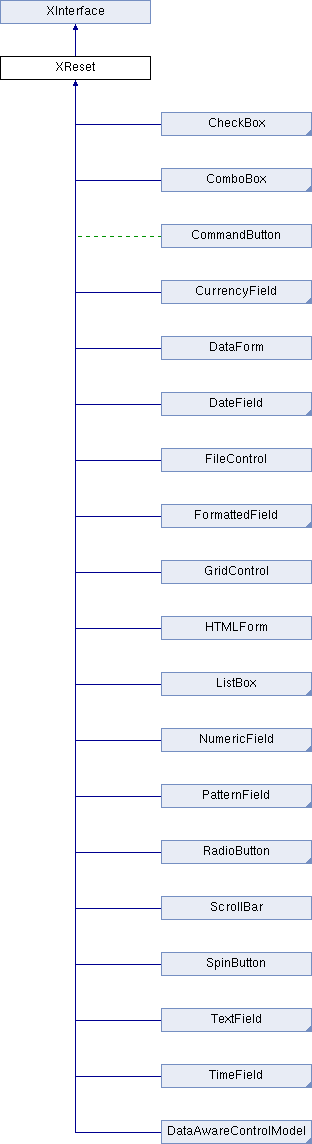 XInterface
XReset
CheckBox
ComboBox
CommandButton
CurrencyField
DataForm
DateField
FileControl
FormattedField
GridControl
HTMLForm
ListBox
NumericField
PatternField
RadioButton
ScrollBar
SpinButton
TextField
TimeField
DataAwareControlModel